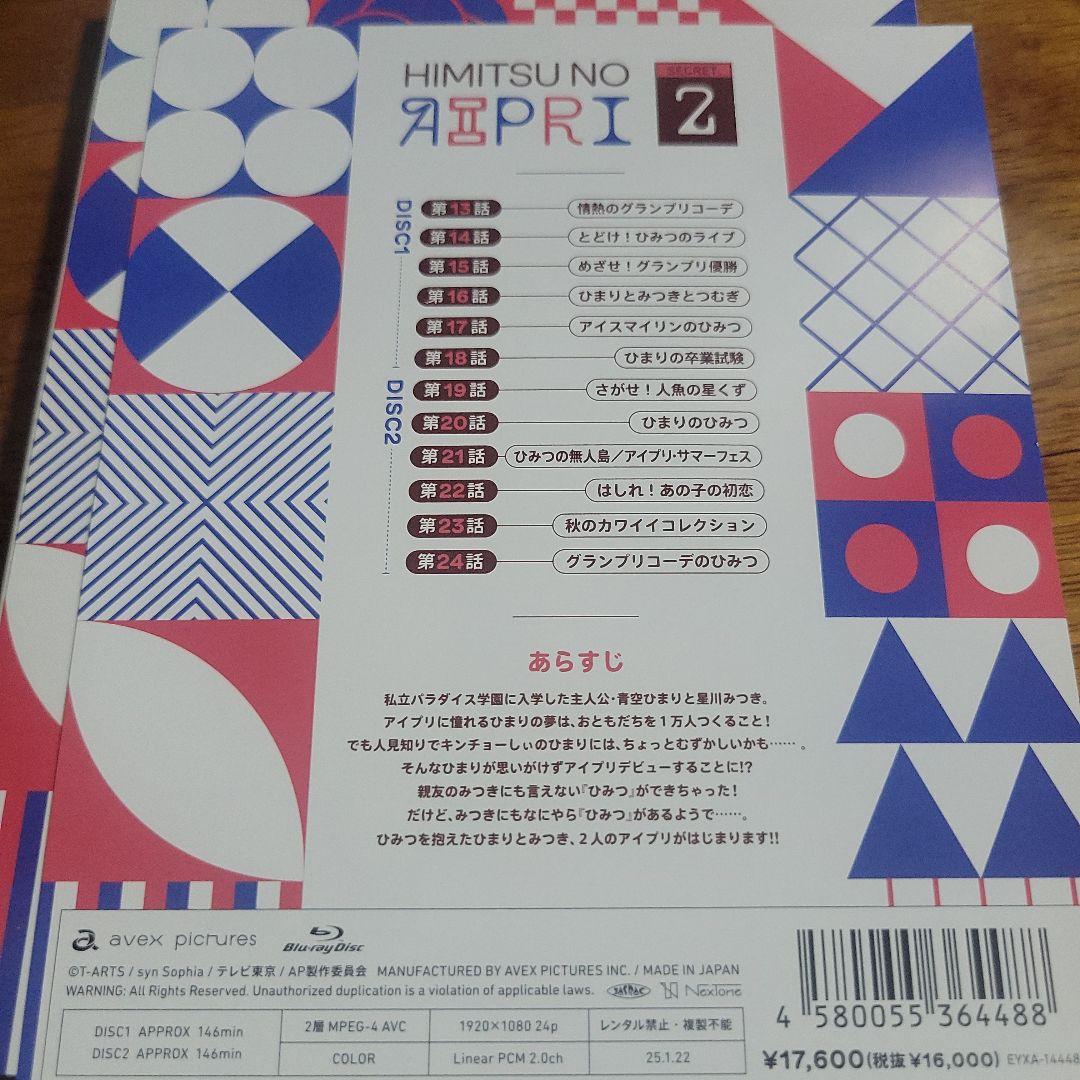 HIMITSU NO
AIPRI
SECRET
2
DISC1
第13話 情熱のグランプリコーデ
第14話 とどけ！ひみつのライブ
第15話 めざせ！グランプリ優勝
第16話 ひまりとみつきとつむぎ
第17話 アイスマイリンのひみつ
第18話 ひまりの卒業試験
DISC2
第19話 さがせ！人魚の星くず
第20話 ひまりのひみつ
第21話 ひみつの無人島／アイプリ・サマーフェス
第22話 はしれ！あの子の初恋
第23話 秋のカワイイコレクション
第24話 グランプリコーデのひみつ
あらすじ
私立パラダイス学園に入学した主人公・青空ひまりと星川みつき。
アイプリに憧れるひまりの夢は、おともだちを１万人つくること！
でも人見知りでキンチョーしぃのひまりには、ちょっとむずかしいかも……。
そんなひまりが思いがけずアイプリデビューすることに!?
親友のみつきにも言えない『ひみつ』ができちゃった！
だけど、みつきにもなにやら『ひみつ』があるようで……。
ひみつを抱えたひまりとみつき、２人のアイプリがはじまります!!
avex pictures Blu-ray Disc
©T-ARTS / syn Sophia / テレビ東京 / AP製作委員会 MANUFACTURED BY AVEX PICTURES INC. / MADE IN JAPAN
WARNING: All Rights Reserved. Unauthorized duplication is a violation of applicable laws. JASRAC NexTone
DISC1 APPROX 146min
DISC2 APPROX 146min
2層 MPEG-4 AVC 1920×1080 24p レンタル禁止・複製不能
COLOR Linear PCM 2.0ch 25.1.22
4 580055 364488
¥17,600(税抜 ¥16,000) EYXA-14448